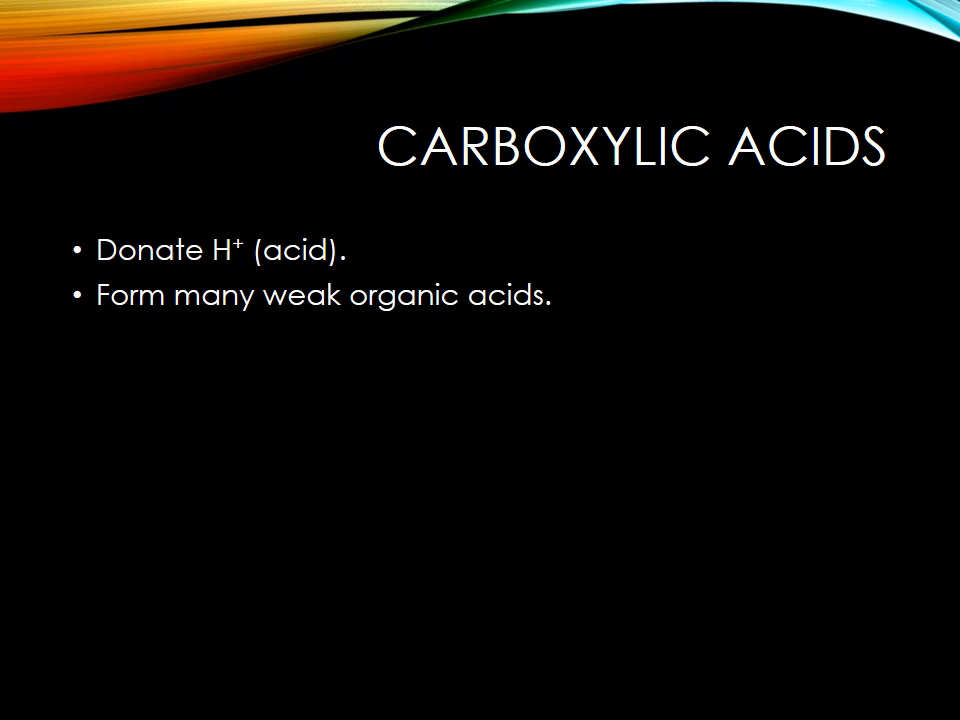 CARBOXYLIC ACIDS
• Donate H⁺ (acid).
• Form many weak organic acids.